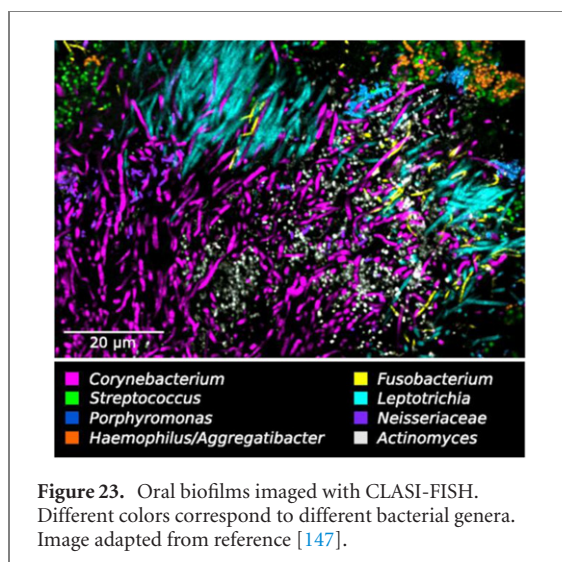 20 μm
Corynebacterium
Streptococcus
Porphyromonas
Haemophilus/Aggregatibacter
Fusobacterium
Leptotrichia
Neisseriaceae
Actinomyces
Figure 23. Oral biofilms imaged with CLASI-FISH.
Different colors correspond to different bacterial genera.
Image adapted from reference [147].